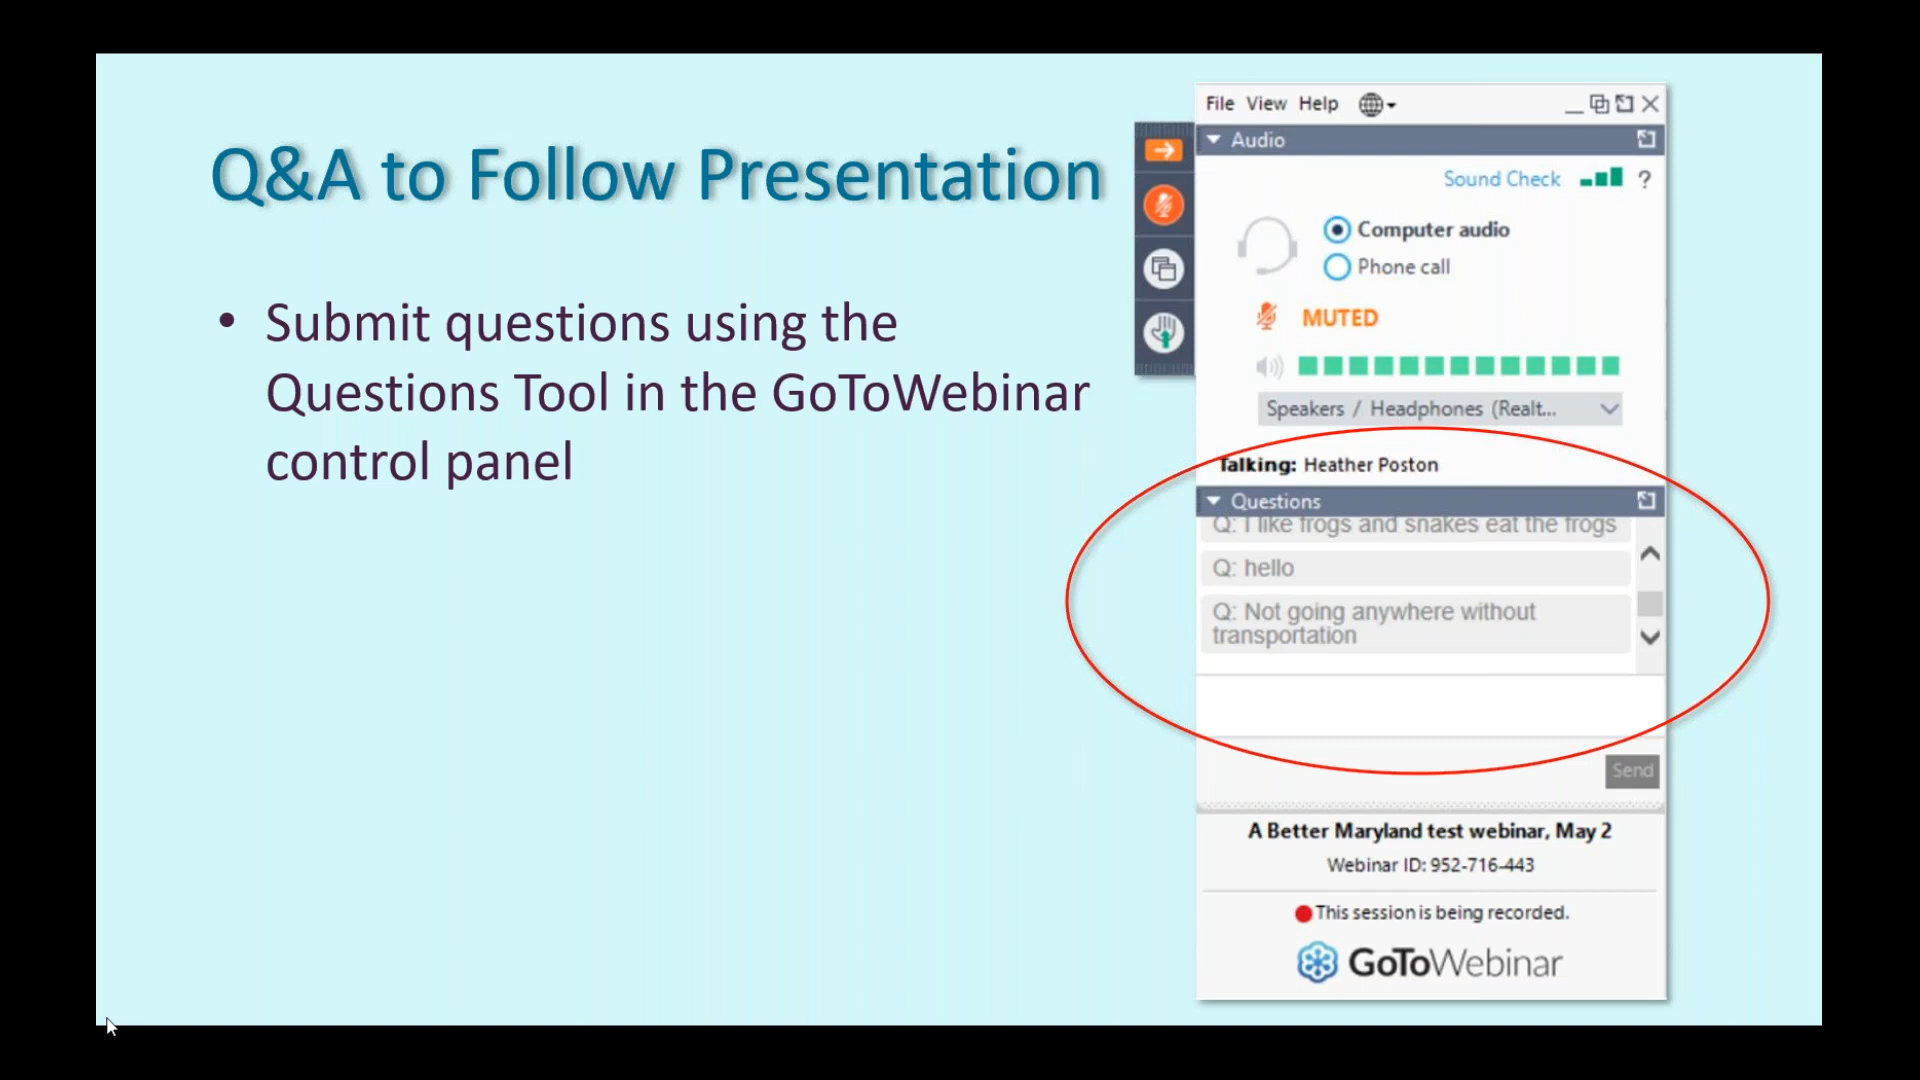 Q&A to Follow Presentation
• Submit questions using the
Questions Tool in the GoToWebinar
control panel
File View Help
Audio
Sound Check ?
Computer audio
Phone call
MUTED
Speakers / Headphones (Realt...
Talking: Heather Poston
Questions
Q: I like frogs and snakes eat the frogs
Q: hello
Q: Not going anywhere without
transportation
Send
A Better Maryland test webinar, May 2
Webinar ID: 952-716-443
This session is being recorded.
GoToWebinar